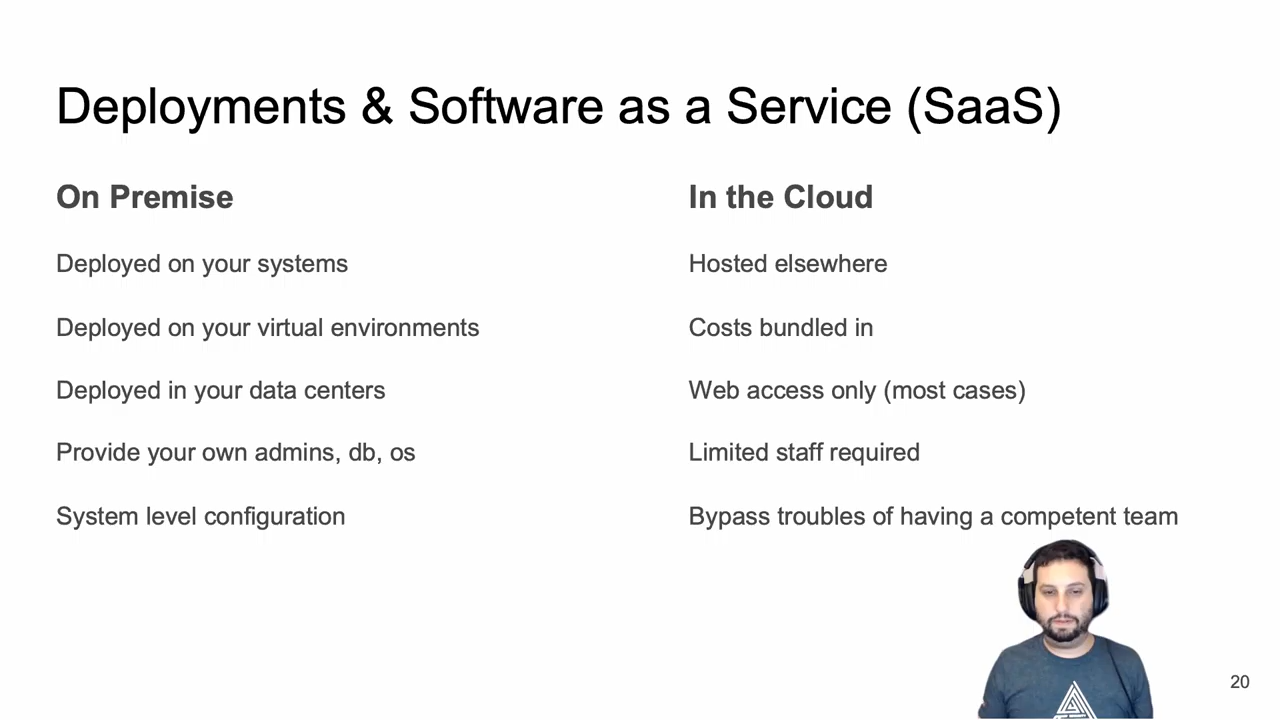 Deployments & Software as a Service (SaaS)
On Premise
Deployed on your systems
Deployed on your virtual environments
Deployed in your data centers
Provide your own admins, db, os
System level configuration
In the Cloud
Hosted elsewhere
Costs bundled in
Web access only (most cases)
Limited staff required
Bypass troubles of having a competent team
20